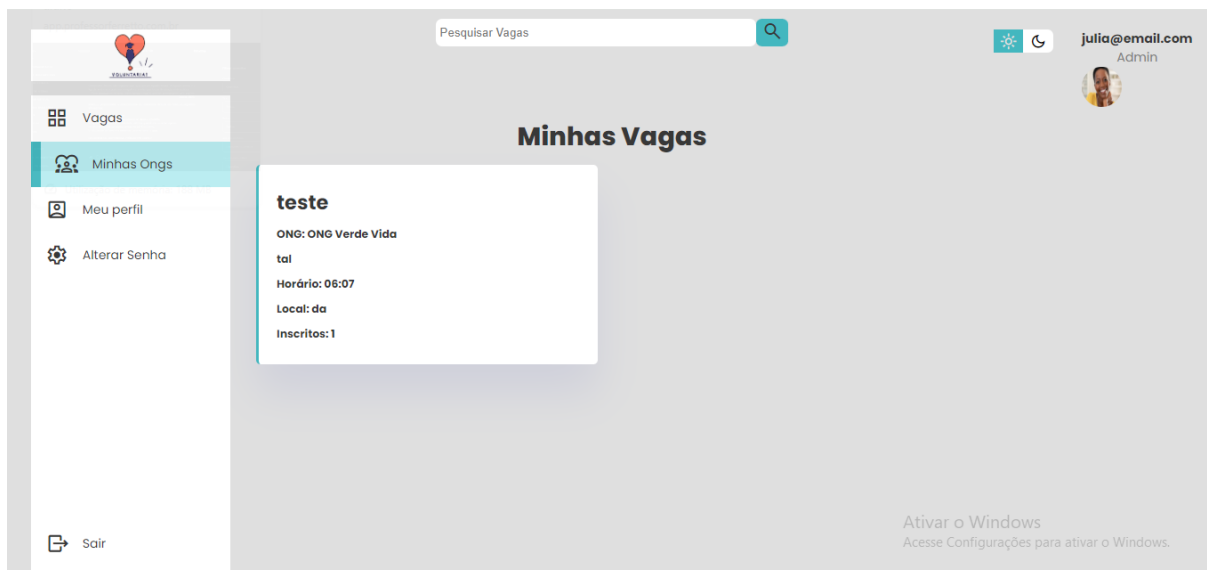 VOLUNTARIAT
Vagas
Minhas Ongs
Meu perfil
Alterar Senha
Sair
Pesquisar Vagas
julia@email.com
Admin
Minhas Vagas
teste
ONG: ONG Verde Vida
tal
Horário: 06:07
Local: da
Inscritos: 1
Ativar o Windows
Acesse Configurações para ativar o Windows.